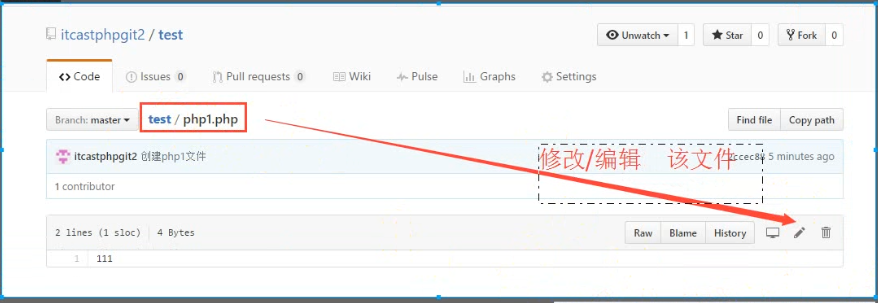 itcastphpgit2 / test
Unwatch 1 Star 0 Fork 0
Code Issues 0 Pull requests 0 Wiki Pulse Graphs Settings
Branch: master test / php1.php Find file Copy path
itcastphpgit2 创建php1文件 5 minutes ago
修改/编辑 该文件
1 contributor
2 lines (1 sloc) 4 Bytes Raw Blame History
1 111